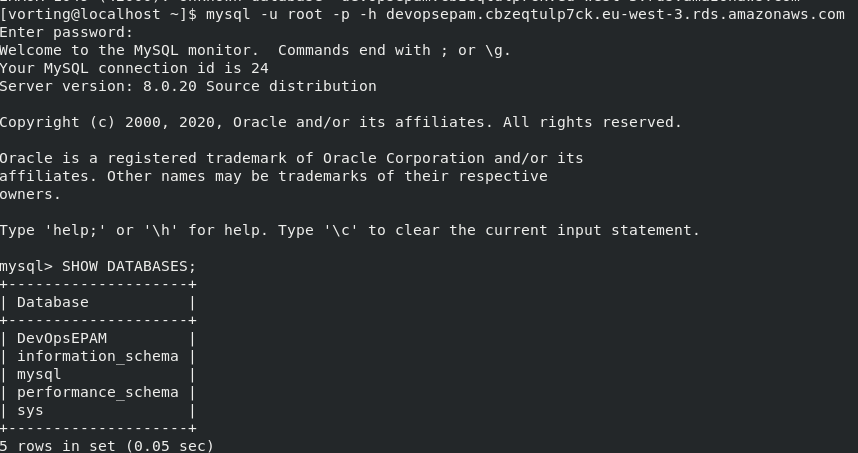 [vorting@localhost ~]$ mysql -u root -p -h devopsepam.cbzeqtulp7ck.eu-west-3.rds.amazonaws.com
Enter password:
Welcome to the MySQL monitor.  Commands end with ; or \g.
Your MySQL connection id is 24
Server version: 8.0.20 Source distribution

Copyright (c) 2000, 2020, Oracle and/or its affiliates. All rights reserved.

Oracle is a registered trademark of Oracle Corporation and/or its
affiliates. Other names may be trademarks of their respective
owners.

Type 'help;' or '\h' for help. Type '\c' to clear the current input statement.

mysql> SHOW DATABASES;
+--------------------+
| Database           |
+--------------------+
| DevOpsEPAM         |
| information_schema |
| mysql              |
| performance_schema |
| sys                |
+--------------------+
5 rows in set (0.05 sec)